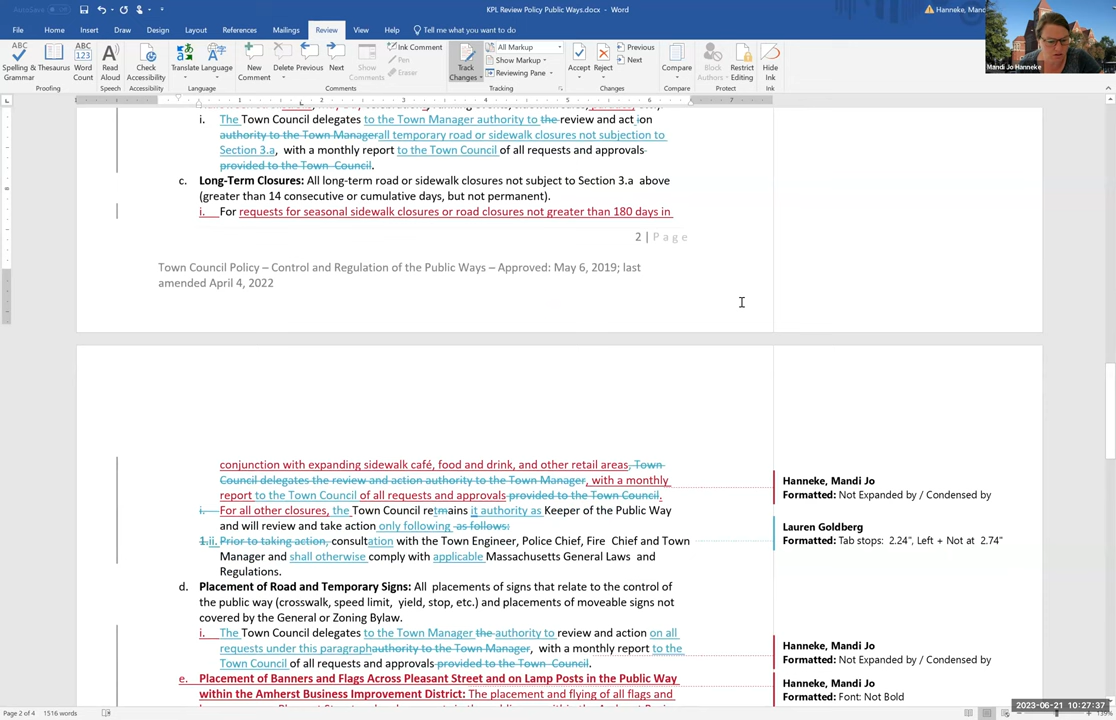 AutoSave Off
KPL Review Policy Public Ways.docx - Word
Hanneke, Mand
Mandi Jo Hanneke
File Home Insert Draw Design Layout References Mailings Review View Help Tell me what you want to do
Spelling & Grammar
Thesaurus
Word Count
Read Aloud
Check Accessibility
Translate
Language
New Comment
Delete
Previous
Next
Show Comments
Ink Comment
Pen
Eraser
Track Changes
All Markup
Show Markup
Reviewing Pane
Accept
Reject
Previous
Next
Compare
Block Authors
Restrict Editing
Hide Ink
Proofing Speech Accessibility Language Comments Tracking Changes Compare Protect Ink
i. The Town Council delegates to the Town Manager authority to the review and act ion
authority to the Town Managerall temporary road or sidewalk closures not subjection to
Section 3.a, with a monthly report to the Town Council of all requests and approvals
provided to the Town Council.
c. Long-Term Closures: All long-term road or sidewalk closures not subject to Section 3.a above
(greater than 14 consecutive or cumulative days, but not permanent).
i. For requests for seasonal sidewalk closures or road closures not greater than 180 days in
2 | Page
Town Council Policy – Control and Regulation of the Public Ways – Approved: May 6, 2019; last
amended April 4, 2022
conjunction with expanding sidewalk café, food and drink, and other retail areas, Town
Council delegates the review and action authority to the Town Manager, with a monthly
report to the Town Council of all requests and approvals provided to the Town Council.
i. For all other closures, the Town Council retmains it authority as Keeper of the Public Way
and will review and take action only following as follows:
1.ii. Prior to taking action, consultation with the Town Engineer, Police Chief, Fire Chief and Town
Manager and shall otherwise comply with applicable Massachusetts General Laws and
Regulations.
d. Placement of Road and Temporary Signs: All placements of signs that relate to the control of
the public way (crosswalk, speed limit, yield, stop, etc.) and placements of moveable signs not
covered by the General or Zoning Bylaw.
i. The Town Council delegates to the Town Manager the authority to review and action on all
requests under this paragraphauthority to the Town Manager, with a monthly report to the
Town Council of all requests and approvals provided to the Town Council.
e. Placement of Banners and Flags Across Pleasant Street and on Lamp Posts in the Public Way
within the Amherst Business Improvement District: The placement and flying of all flags and
Hanneke, Mandi Jo
Formatted: Not Expanded by / Condensed by
Lauren Goldberg
Formatted: Tab stops: 2.24", Left + Not at 2.74"
Hanneke, Mandi Jo
Formatted: Not Expanded by / Condensed by
Hanneke, Mandi Jo
Formatted: Font: Not Bold
Page 2 of 4 1516 words
2023-06-21 10:27:37